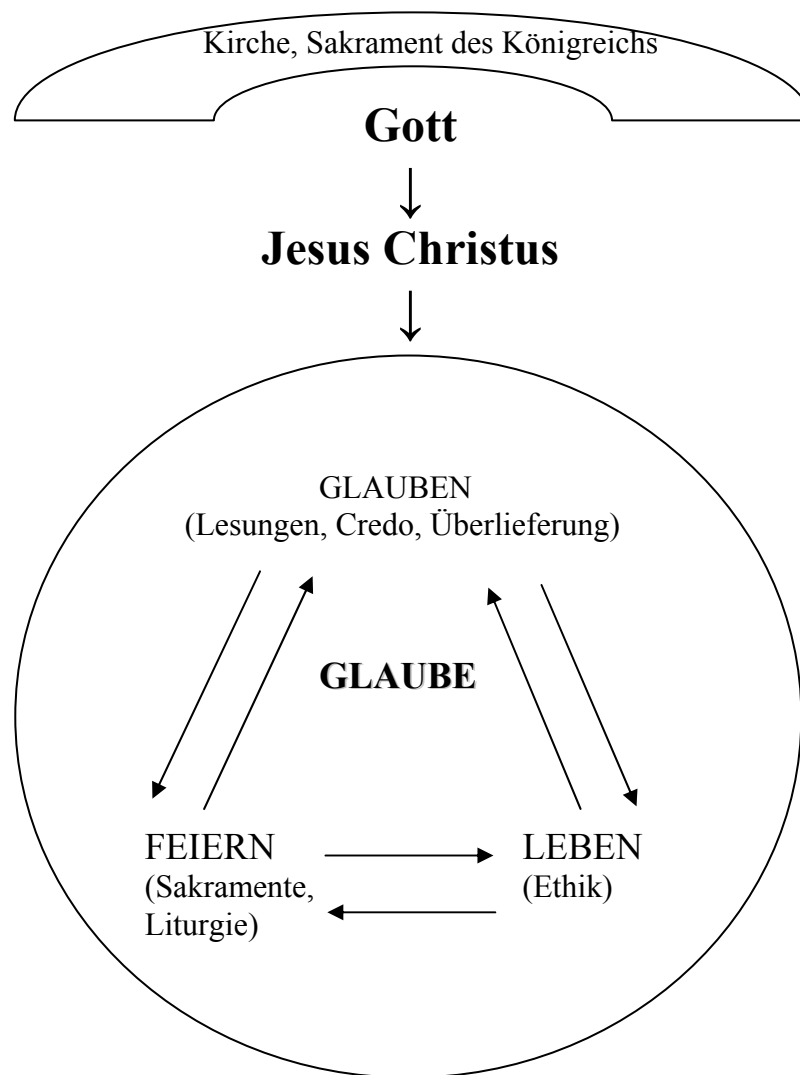 Kirche, Sakrament des Königreichs
Gott
Jesus Christus
GLAUBEN
(Lesungen, Credo, Überlieferung)
GLAUBE
FEIERN
(Sakramente,
Liturgie)
LEBEN
(Ethik)